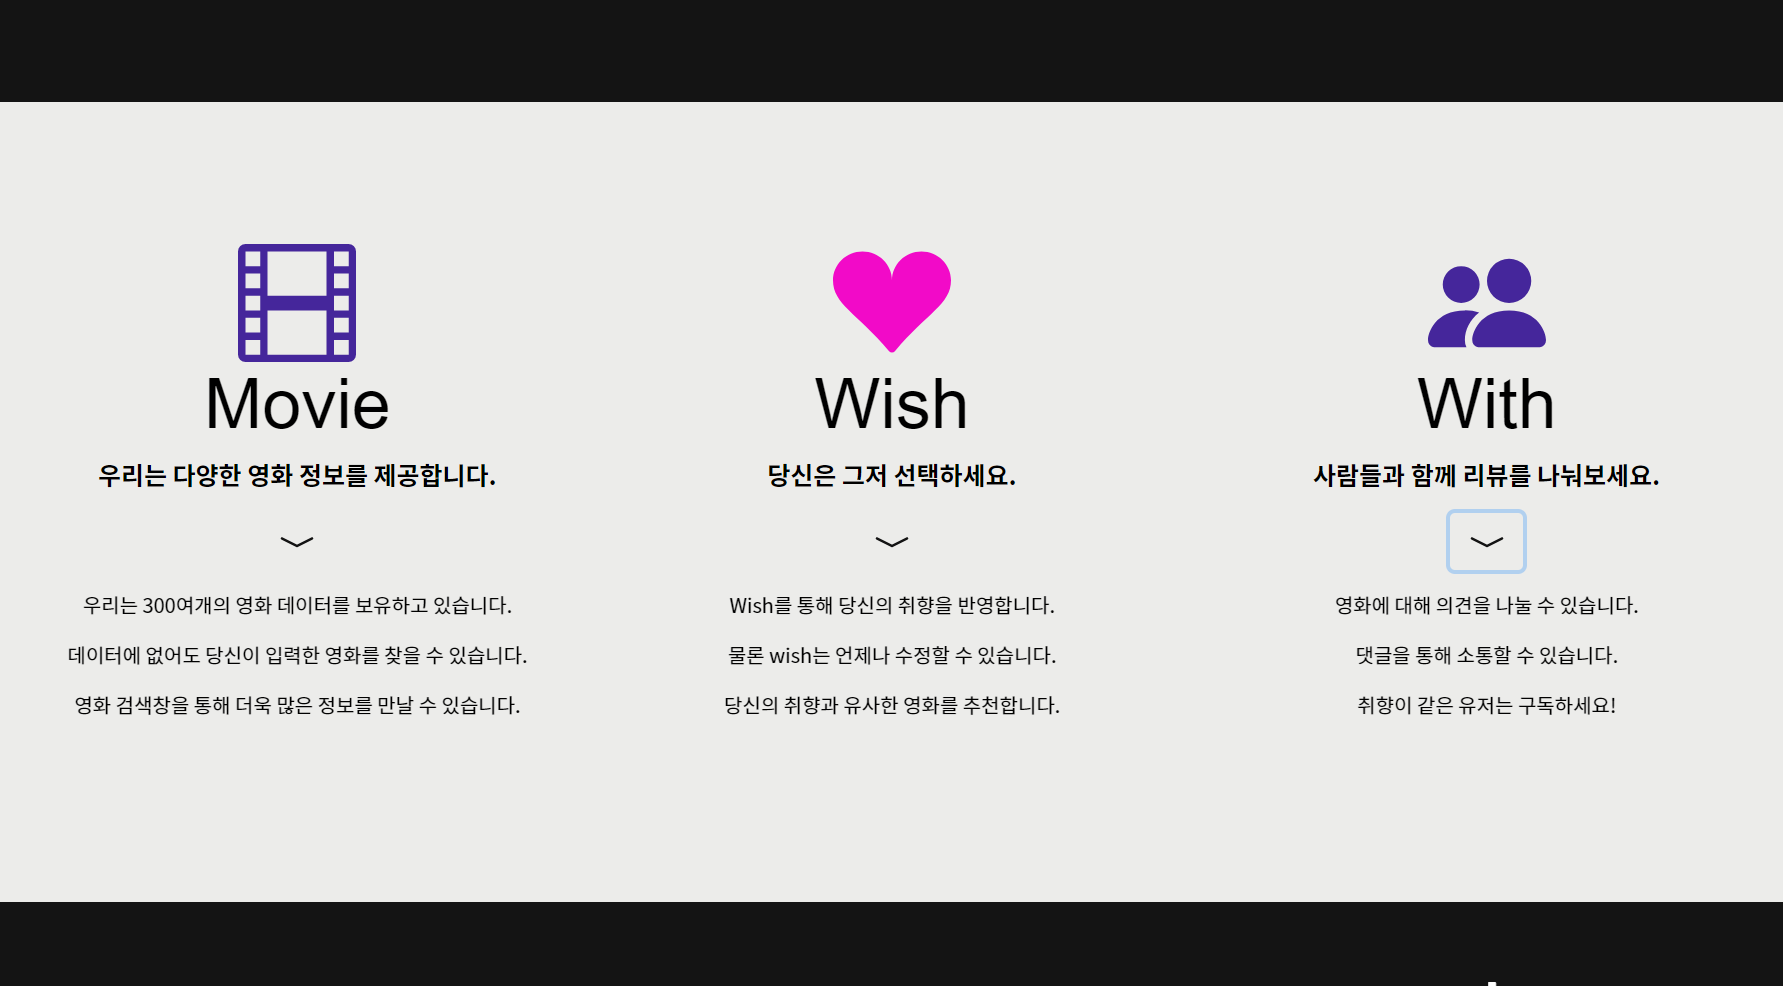 Movie
우리는 다양한 영화 정보를 제공합니다.
우리는 300여개의 영화 데이터를 보유하고 있습니다.
데이터에 없어도 당신이 입력한 영화를 찾을 수 있습니다.
영화 검색창을 통해 더욱 많은 정보를 만날 수 있습니다.
Wish
당신은 그저 선택하세요.
Wish를 통해 당신의 취향을 반영합니다.
물론 wish는 언제나 수정할 수 있습니다.
당신의 취향과 유사한 영화를 추천합니다.
With
사람들과 함께 리뷰를 나눠보세요.
영화에 대해 의견을 나눌 수 있습니다.
댓글을 통해 소통할 수 있습니다.
취향이 같은 유저는 구독하세요!